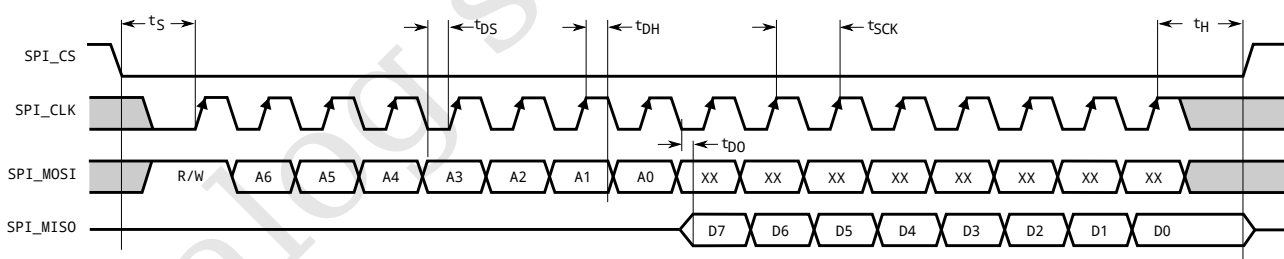 tS tDS tDH tSCK tH
SPI_CS
SPI_CLK
tDO
SPI_MOSI R/W A6 A5 A4 A3 A2 A1 A0 XX XX XX XX XX XX XX XX
SPI_MISO D7 D6 D5 D4 D3 D2 D1 D0
alog s